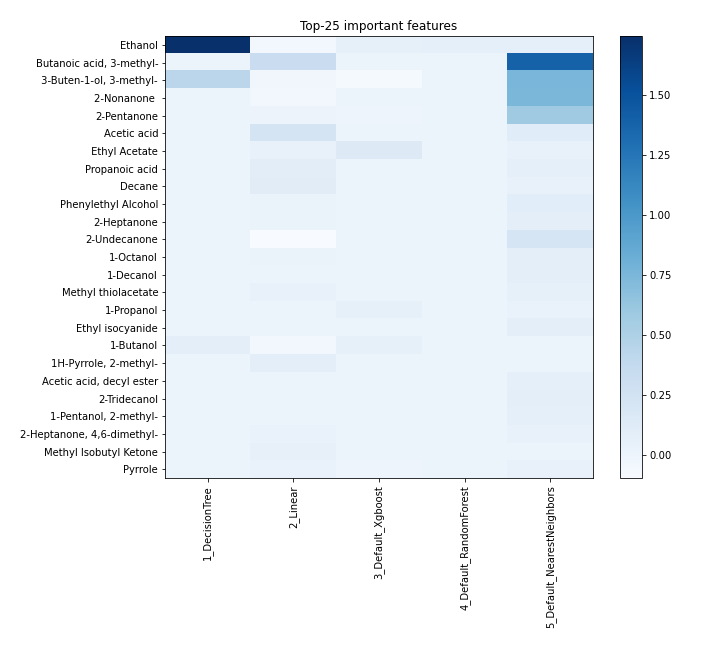 Top-25 important features
Ethanol
Butanoic acid, 3-methyl-
3-Buten-1-ol, 3-methyl-
2-Nonanone
2-Pentanone
Acetic acid
Ethyl Acetate
Propanoic acid
Decane
Phenylethyl Alcohol
2-Heptanone
2-Undecanone
1-Octanol
1-Decanol
Methyl thiolacetate
1-Propanol
Ethyl isocyanide
1-Butanol
1H-Pyrrole, 2-methyl-
Acetic acid, decyl ester
2-Tridecanol
1-Pentanol, 2-methyl-
2-Heptanone, 4,6-dimethyl-
Methyl Isobutyl Ketone
Pyrrole
1_DecisionTree
2_Linear
3_Default_Xgboost
4_Default_RandomForest
5_Default_NearestNeighbors
1.50
1.25
1.00
0.75
0.50
0.25
0.00